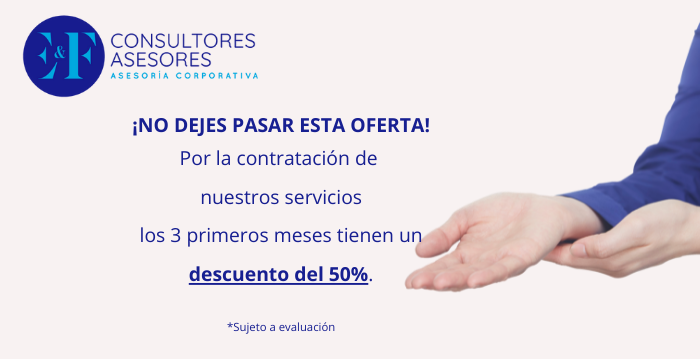 E&F
CONSULTORES
ASESORES
ASESORÍA CORPORATIVA
¡NO DEJES PASAR ESTA OFERTA!
Por la contratación de
nuestros servicios
los 3 primeros meses tienen un
descuento del 50%.
*Sujeto a evaluación